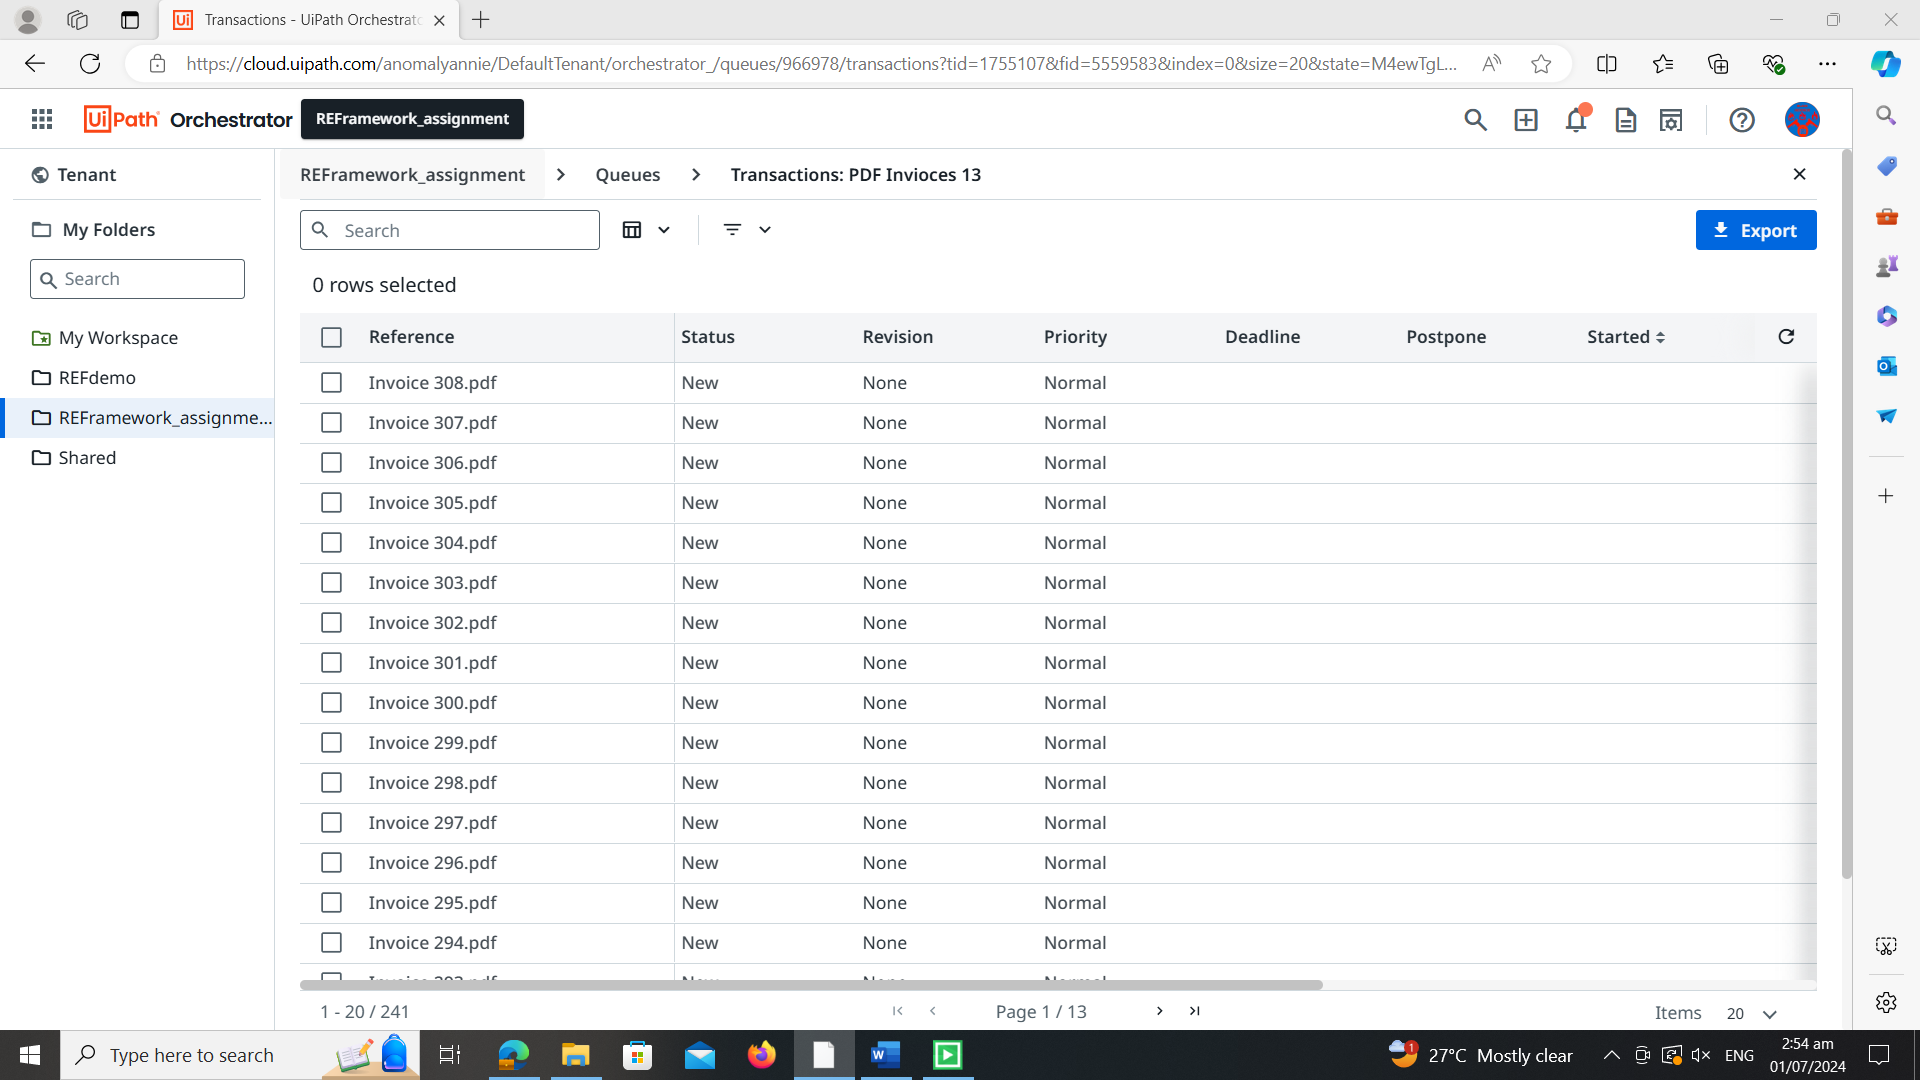 Transactions - UiPath Orchestrato
https://cloud.uipath.com/anomalyannie/DefaultTenant/orchestrator_/queues/966978/transactions?tid=1755107&fid=5559583&index=0&size=20&state=M4ewTgL...
UiPath Orchestrator
REFramework_assignment
Tenant
REFramework_assignment > Queues > Transactions: PDF Invioces 13
My Folders
Search
Export
Search
0 rows selected
My Workspace
REFdemo
REFramework_assignme...
Shared
Reference Status Revision Priority Deadline Postpone Started
Invoice 308.pdf New None Normal
Invoice 307.pdf New None Normal
Invoice 306.pdf New None Normal
Invoice 305.pdf New None Normal
Invoice 304.pdf New None Normal
Invoice 303.pdf New None Normal
Invoice 302.pdf New None Normal
Invoice 301.pdf New None Normal
Invoice 300.pdf New None Normal
Invoice 299.pdf New None Normal
Invoice 298.pdf New None Normal
Invoice 297.pdf New None Normal
Invoice 296.pdf New None Normal
Invoice 295.pdf New None Normal
Invoice 294.pdf New None Normal
1 - 20 / 241
Page 1 / 13
Items 20
Type here to search
1
27°C Mostly clear
ENG
2:54 am
01/07/2024